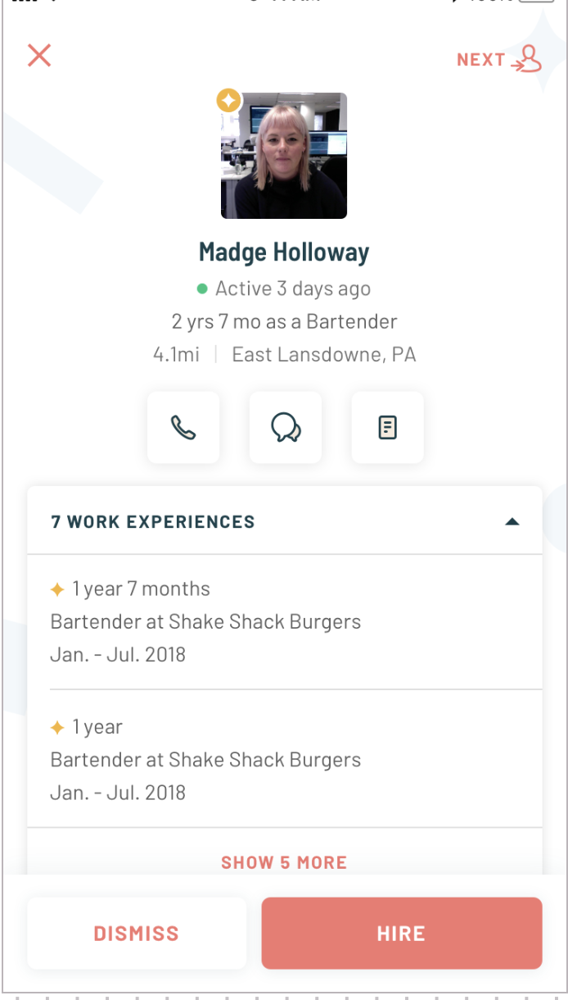 NEXT
Madge Holloway
Active 3 days ago
2 yrs 7 mo as a Bartender
4.1mi | East Lansdowne, PA
7 WORK EXPERIENCES
1 year 7 months
Bartender at Shake Shack Burgers
Jan. - Jul. 2018
1 year
Bartender at Shake Shack Burgers
Jan. - Jul. 2018
SHOW 5 MORE
DISMISS
HIRE